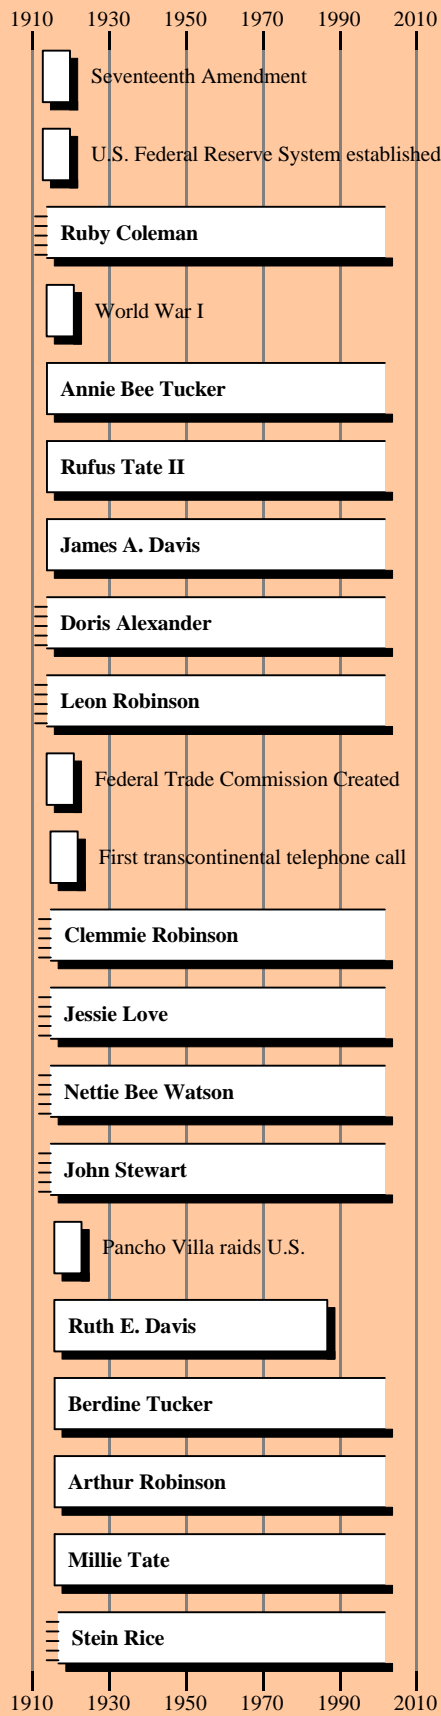 1910 1930 1950 1970 1990 2010
Seventeenth Amendment
U.S. Federal Reserve System established
Ruby Coleman
World War I
Annie Bee Tucker
Rufus Tate II
James A. Davis
Doris Alexander
Leon Robinson
Federal Trade Commission Created
First transcontinental telephone call
Clemmie Robinson
Jessie Love
Nettie Bee Watson
John Stewart
Pancho Villa raids U.S.
Ruth E. Davis
Berdine Tucker
Arthur Robinson
Millie Tate
Stein Rice
1910 1930 1950 1970 1990 2010